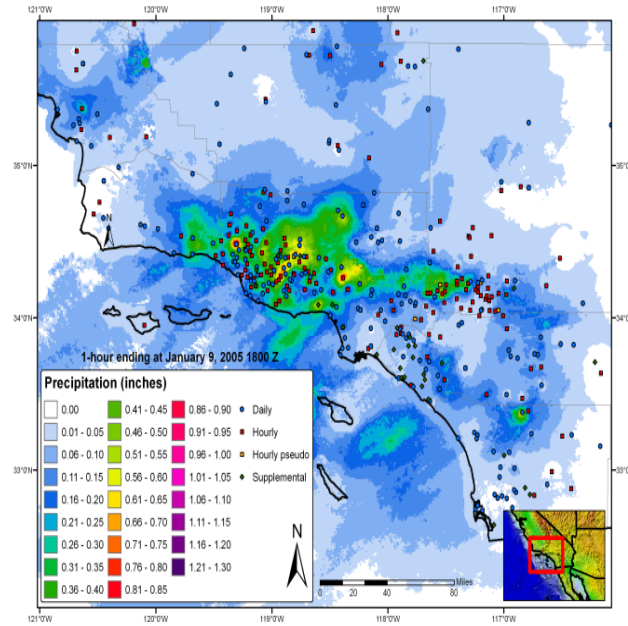 121°0'W 120°0'W 119°0'W 118°0'W 117°0'W
35°0'N 35°0'N
N
34°0'N 34°0'N
1-hour ending at January 9, 2005 1800 Z
Precipitation (inches)
0.00 0.41 - 0.45 0.86 - 0.90 Daily
0.01 - 0.05 0.46 - 0.50 0.91 - 0.95 Hourly
0.06 - 0.10 0.51 - 0.55 0.96 - 1.00 Hourly pseudo
0.11 - 0.15 0.56 - 0.60 1.01 - 1.05 Supplemental
33°0'N
0.16 - 0.20 0.61 - 0.65 1.06 - 1.10
0.21 - 0.25 0.66 - 0.70 1.11 - 1.15
0.26 - 0.30 0.71 - 0.75 1.16 - 1.20
0.31 - 0.35 0.76 - 0.80 1.21 - 1.30
0.36 - 0.40 0.81 - 0.85
33°0'N
N
Miles
0 20 40 80
121°0'W 120°0'W 119°0'W 118°0'W 117°0'W